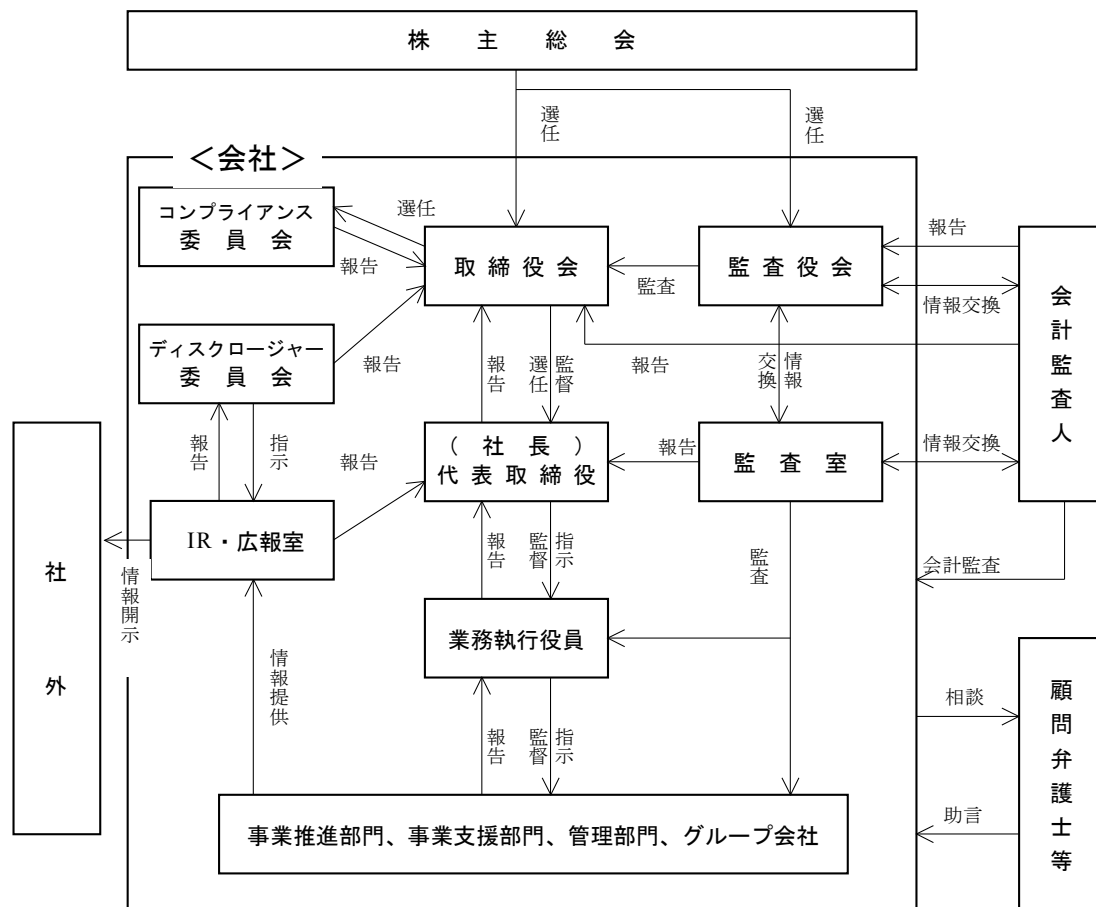 株主総会
選任
選任
＜会社＞
コンプライアンス
委員会
選任
報告
取締役会
監査
監査役会
報告
情報交換
会計監査人
ディスクロージャー
委員会
報告
報告
選任
監督
報告
情報
交換
報告
指示
報告
（社長）
代表取締役
報告
監査室
情報交換
社外
情報開示
IR・広報室
報告
監督
指示
監査
会計監査
業務執行役員
情報提供
報告
監督
指示
相談
助言
顧問弁護士等
事業推進部門、事業支援部門、管理部門、グループ会社